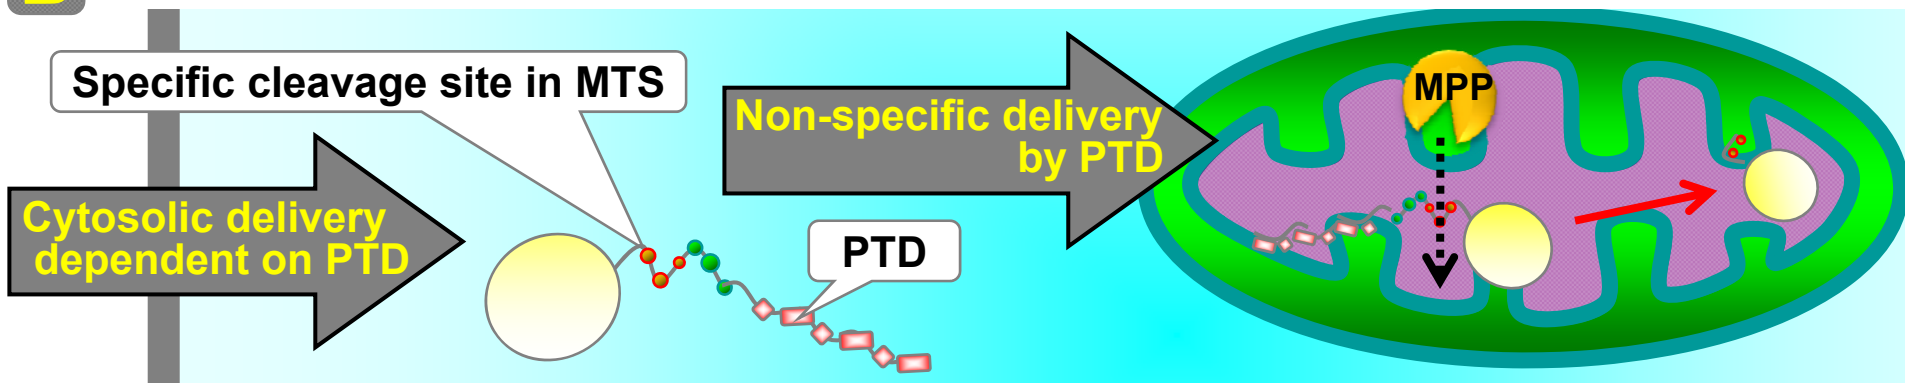 Specific cleavage site in MTS
Cytosolic delivery
dependent on PTD
PTD
Non-specific delivery
by PTD
MPP